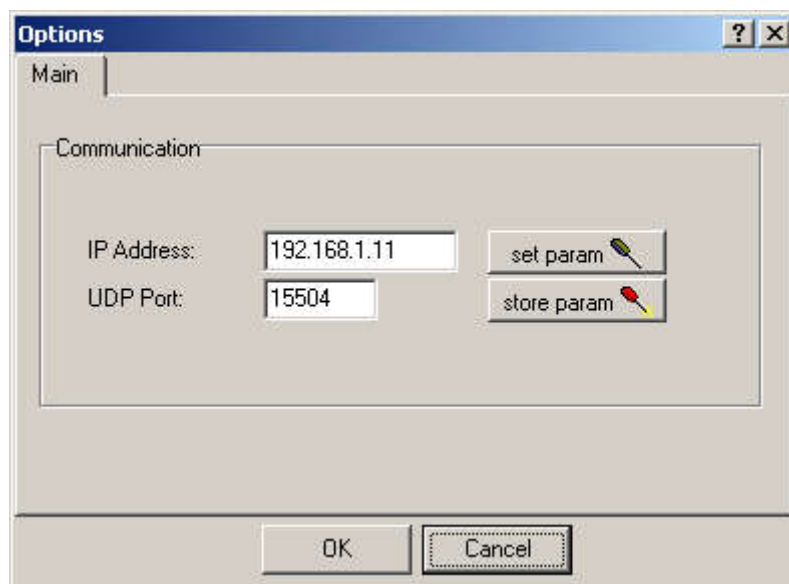 Options
Main
Communication
IP Address: 192.168.1.11 set param
UDP Port: 15504 store param
OK Cancel